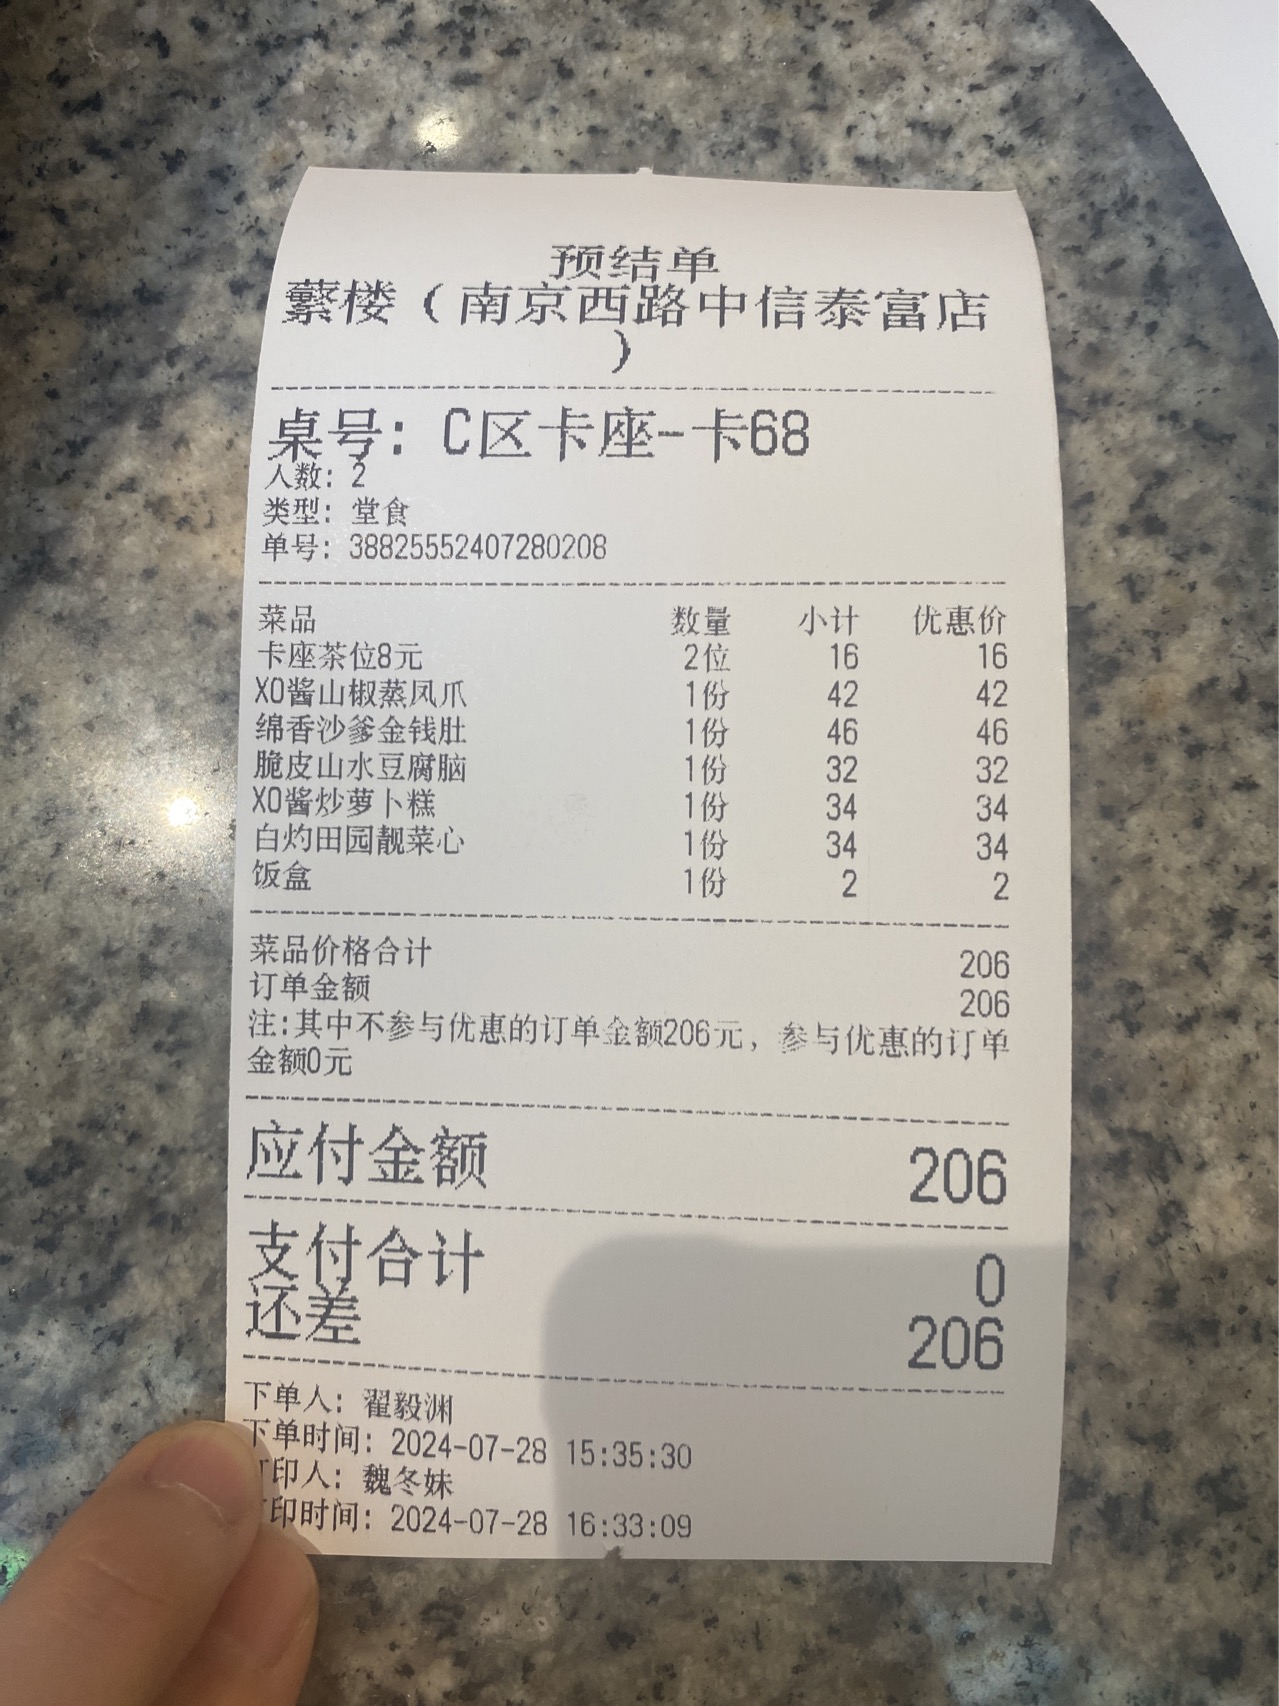 预结单
蘩楼（南京西路中信泰富店
）
桌号：C区卡座-卡68
人数：2
类型：堂食
单号：38825552407280208
菜品 数量 小计 优惠价
卡座茶位8元 2位 16 16
XO酱山椒蒸凤爪 1份 42 42
绵香沙爹金钱肚 1份 46 46
脆皮山水豆腐脑 1份 32 32
XO酱炒萝卜糕 1份 34 34
白灼田园靓菜心 1份 34 34
饭盒 1份 2 2
菜品价格合计 206
订单金额 206
注:其中不参与优惠的订单金额206元，参与优惠的订单
金额0元
应付金额 206
支付合计 0
还差 206
下单人：翟毅渊
下单时间：2024-07-28 15:35:30
印人：魏冬妹
印时间：2024-07-28 16:33:09